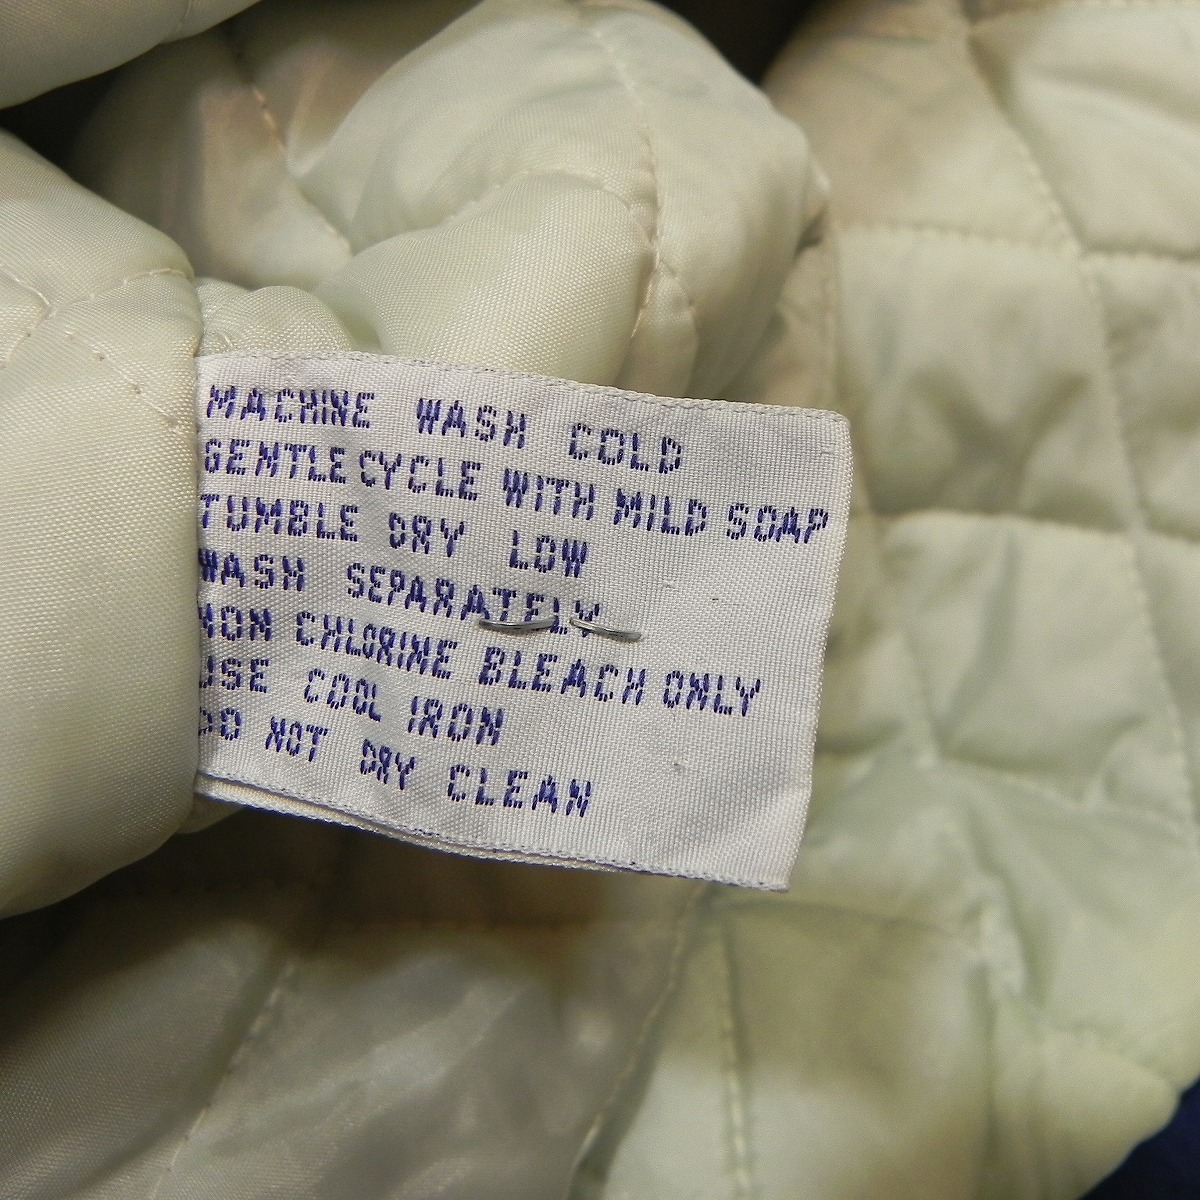 MACHINE WASH COLD
GENTLE CYCLE WITH MILD SOAP
TUMBLE DRY LOW
WASH SEPARATELY
NON CHLORINE BLEACH ONLY
USE COOL IRON
DO NOT DRY CLEAN